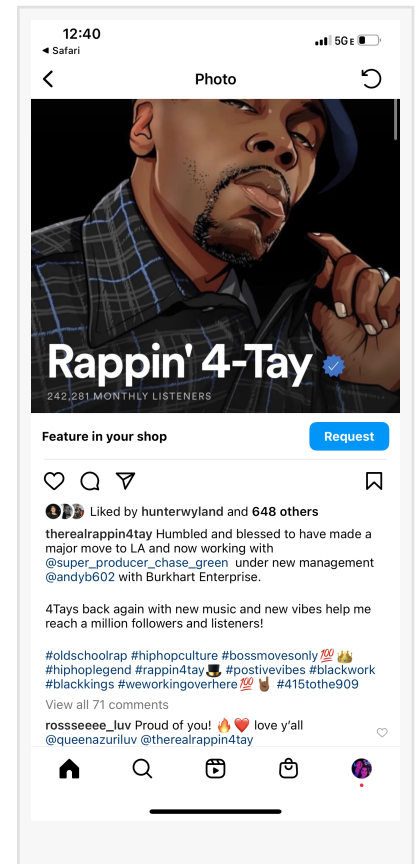 12:40
5G E
◀ Safari
Photo
Rappin' 4-Tay
242,281 MONTHLY LISTENERS
Feature in your shop
Request
Liked by hunterwyland and 648 others
therealrappin4tay Humbled and blessed to have made a
major move to LA and now working with
@super_producer_chase_green under new management
@andyb602 with Burkhart Enterprise.
4Tays back again with new music and new vibes help me
reach a million followers and listeners!
#oldschoolrap #hiphopculture #bossmovesonly💯👑
#hiphoplegend #rappin4tay🎩 #postivevibes #blackwork
#blackkings #weworkingoverhere💯🤘🏾 #415tothe909
View all 71 comments
rossseeee_luv Proud of you! 🔥❤️ love y'all
@queenazuriluv @therealrappin4tay